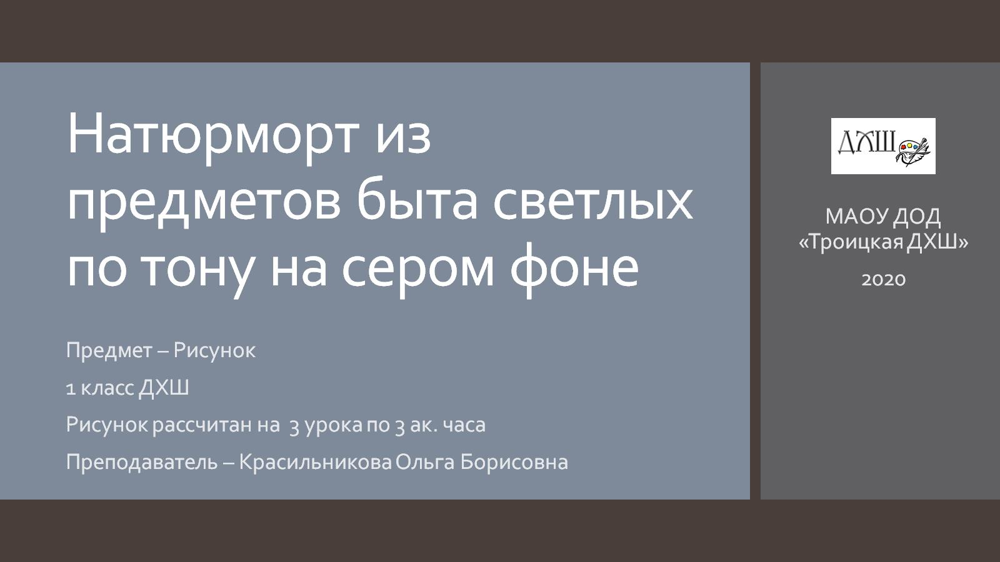 Натюрморт из
предметов быта светлых
по тону на сером фоне
Предмет – Рисунок
1 класс ДХШ
Рисунок рассчитан на 3 урока по 3 ак. часа
Преподаватель – Красильникова Ольга Борисовна
ДХШ
МАОУ ДОД
«Троицкая ДХШ»
2020